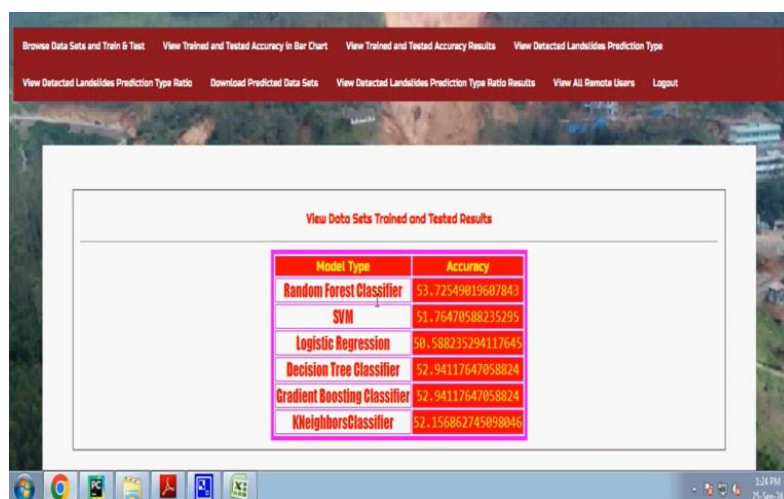 Browse Data Sets and Train & Test View Trained and Tested Accuracy in Bar Chart View Trained and Tested Accuracy Results View Detected Landslides Prediction Type
View Detected Landslides Prediction Type Ratio Download Predicted Data Sets View Detected Landslides Prediction Type Ratio Results View All Remote Users Logout
View Data Sets Trained and Tested Results
Model Type Accuracy
Random Forest Classifier 53.72549019607843
SVM 51.76470588235295
Logistic Regression 50.588235294117645
Decision Tree Classifier 52.94117647058824
Gradient Boosting Classifier 52.94117647058824
KNeighborsClassifier 52.156862745098046
PC
1:24 PM